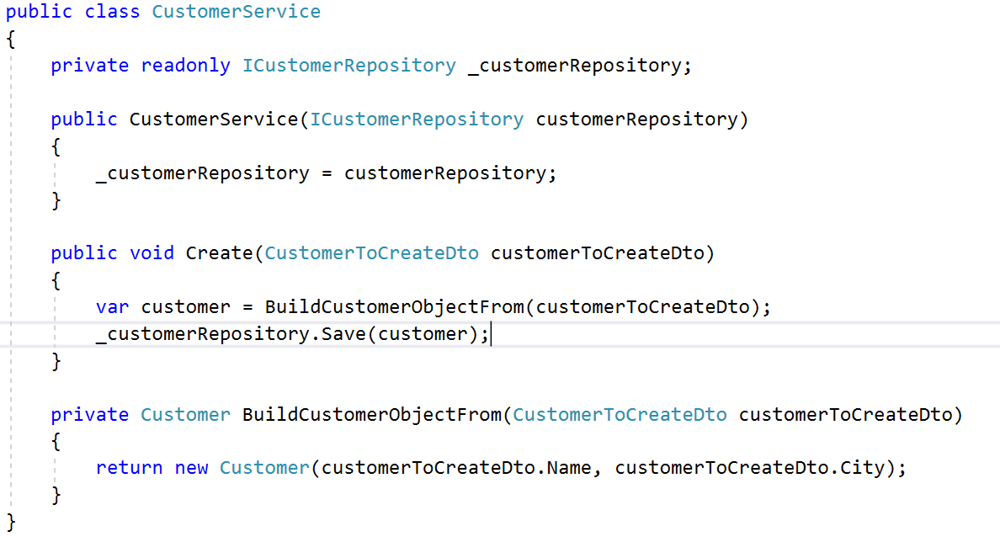 public class CustomerService
{
    private readonly ICustomerRepository _customerRepository;

    public CustomerService(ICustomerRepository customerRepository)
    {
        _customerRepository = customerRepository;
    }

    public void Create(CustomerToCreateDto customerToCreateDto)
    {
        var customer = BuildCustomerObjectFrom(customerToCreateDto);
        _customerRepository.Save(customer);
    }

    private Customer BuildCustomerObjectFrom(CustomerToCreateDto customerToCreateDto)
    {
        return new Customer(customerToCreateDto.Name, customerToCreateDto.City);
    }
}